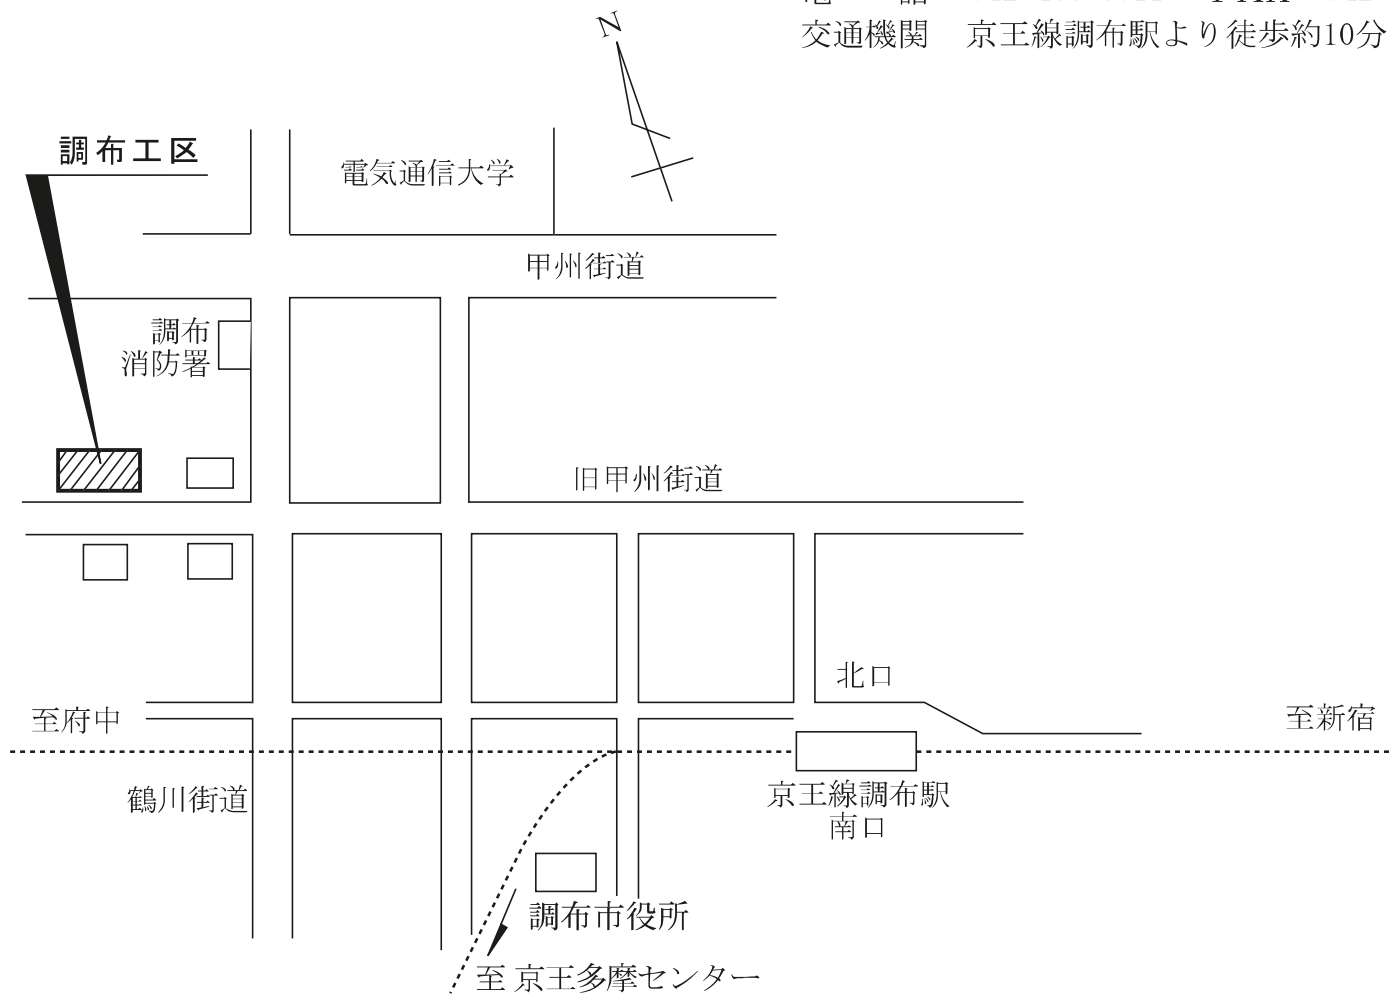 交通機関 京王線調布駅より徒歩約10分
N
調布工区
電気通信大学
甲州街道
調布
消防署
旧甲州街道
北口
至府中
至新宿
鶴川街道
京王線調布駅
南口
調布市役所
至 京王多摩センター